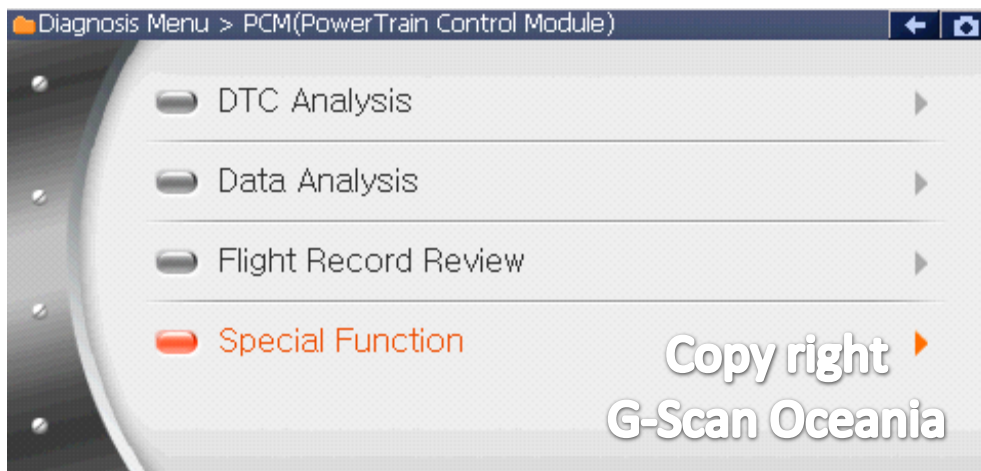 Diagnosis Menu > PCM(PowerTrain Control Module)
DTC Analysis
Data Analysis
Flight Record Review
Special Function
Copy right
G-Scan Oceania